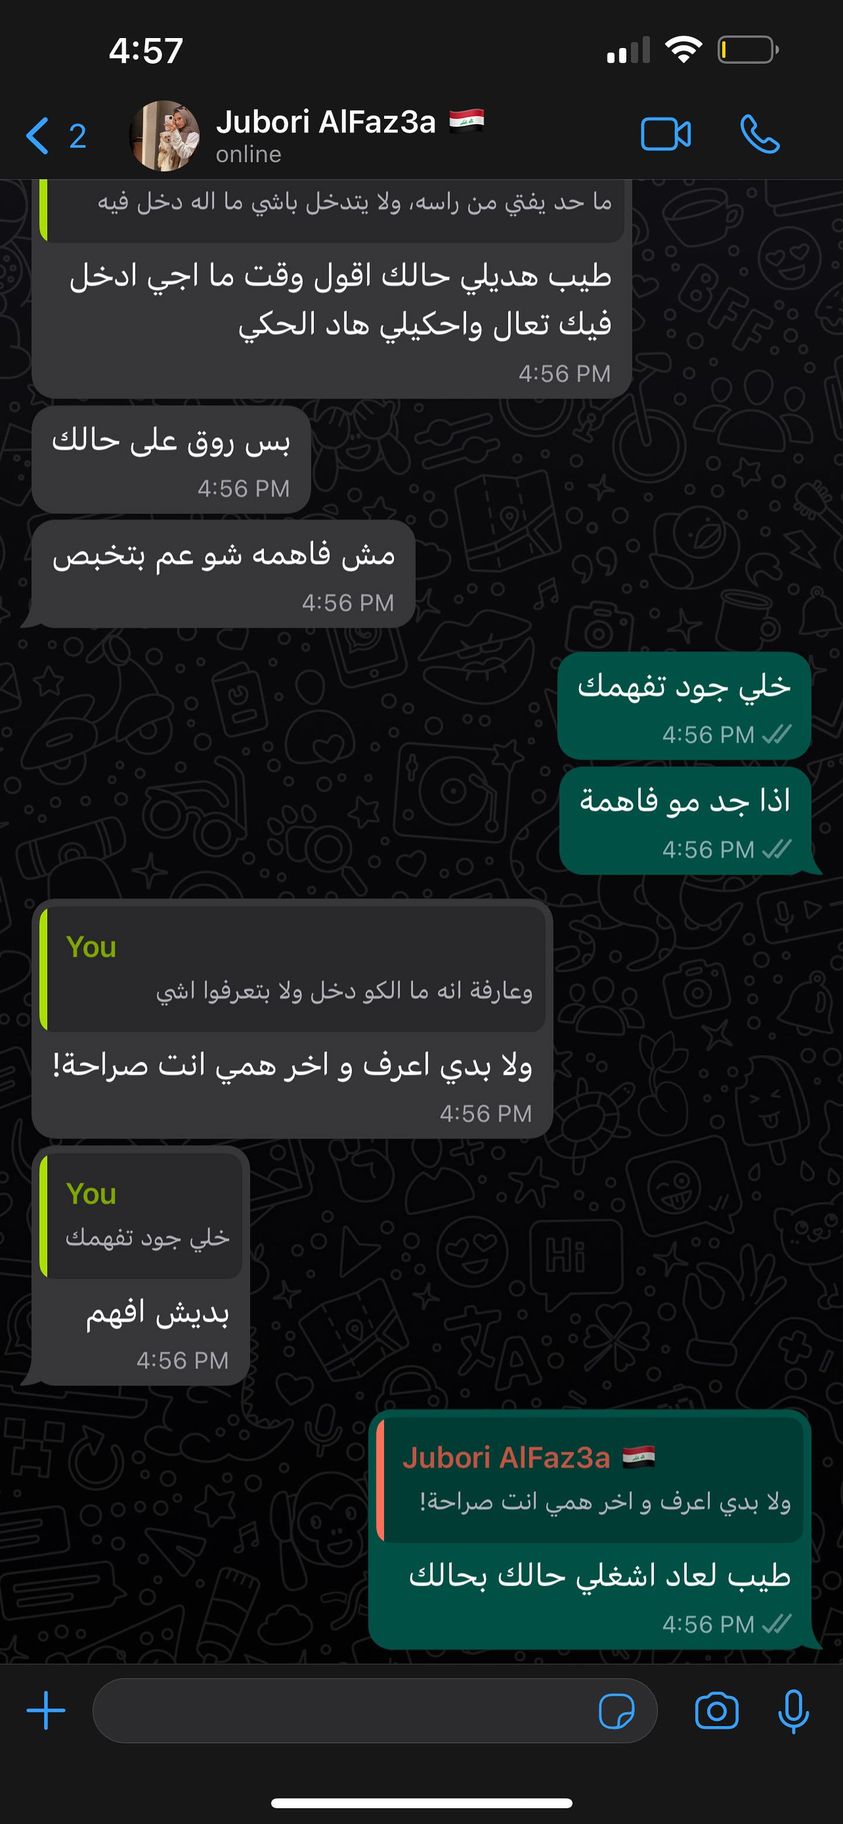 4:57
2
Jubori AlFaz3a 🇮🇶
online
ما حد يفتي من راسه، ولا يتدخل باشي ما اله دخل فيه
طيب هديلي حالك اقول وقت ما اجي ادخل
فيك تعال واحكيلي هاد الحكي
4:56 PM
بس روق على حالك
4:56 PM
مش فاهمه شو عم بتخبص
4:56 PM
خلي جود تفهمك
4:56 PM
اذا جد مو فاهمة
4:56 PM
You
وعارفة انه ما الكو دخل ولا بتعرفوا اشي
ولا بدي اعرف و اخر همي انت صراحة!
4:56 PM
You
خلي جود تفهمك
بديش افهم
4:56 PM
Jubori AlFaz3a 🇮🇶
ولا بدي اعرف و اخر همي انت صراحة!
طيب لعاد اشغلي حالك بحالك
4:56 PM